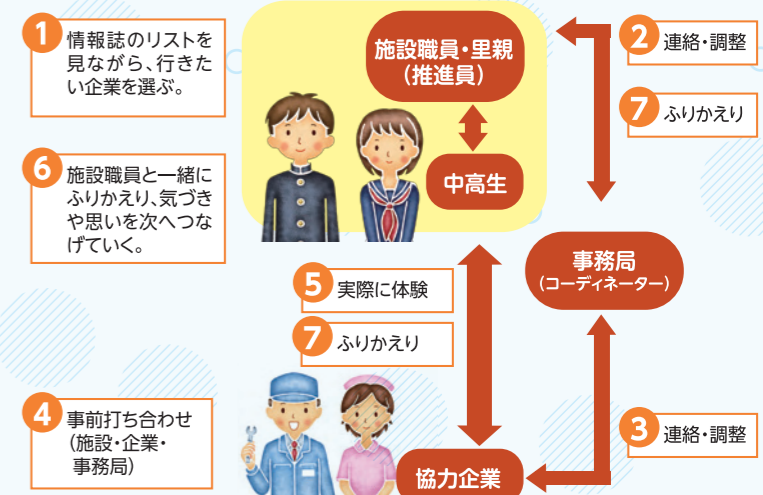 1
情報誌のリストを
見ながら、行きた
い企業を選ぶ。
施設職員・里親
（推進員）
中高生
2
連絡・調整
7
ふりかえり
6
施設職員と一緒に
ふりかえり、気づき
や思いを次へつな
げていく。
事務局
（コーディネーター）
5
実際に体験
7
ふりかえり
4
事前打ち合わせ
（施設・企業・
事務局）
3
連絡・調整
協力企業